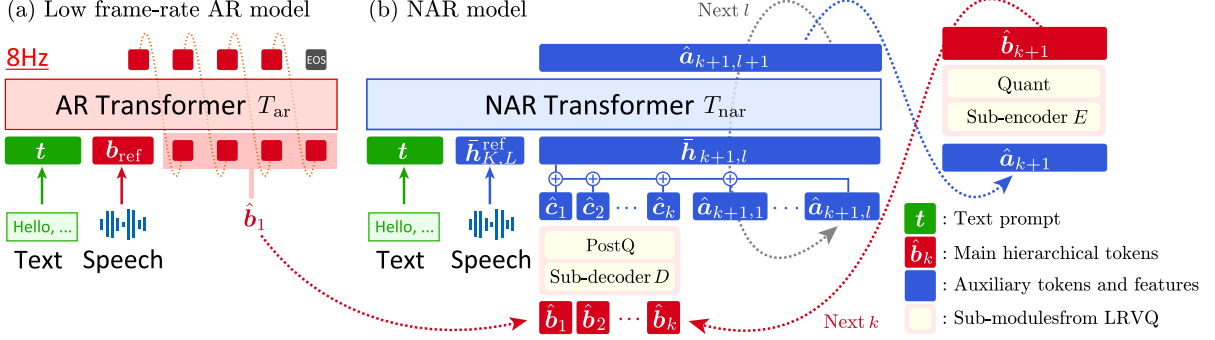 (a) Low frame-rate AR model
8Hz
EOS
AR Transformer T_ar
t
b_ref
Hello, ...
Text
Speech
b̂_1
(b) NAR model
Next l
â_{k+1,l+1}
NAR Transformer T_nar
t
h̄^ref_{K,L}
h̄_{k+1,l}
ĉ_1 ĉ_2 ··· ĉ_k â_{k+1,1} ··· â_{k+1,l}
Hello, ...
Text
Speech
PostQ
Sub-decoder D
b̂_1 b̂_2 ··· b̂_k
Next k
b̂_{k+1}
Quant
Sub-encoder E
â_{k+1}
t : Text prompt
b̂_k : Main hierarchical tokens
: Auxiliary tokens and features
: Sub-modulesfrom LRVQ